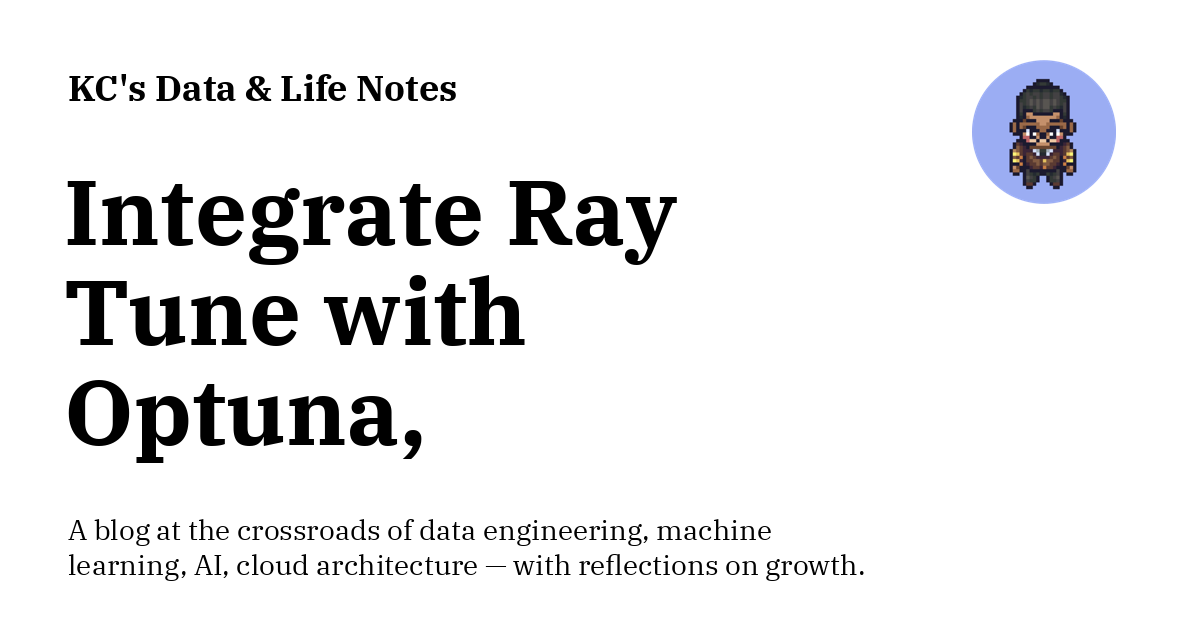 KC's Data & Life Notes
Integrate Ray
Tune with
Optuna,
A blog at the crossroads of data engineering, machine
learning, AI, cloud architecture — with reflections on growth.